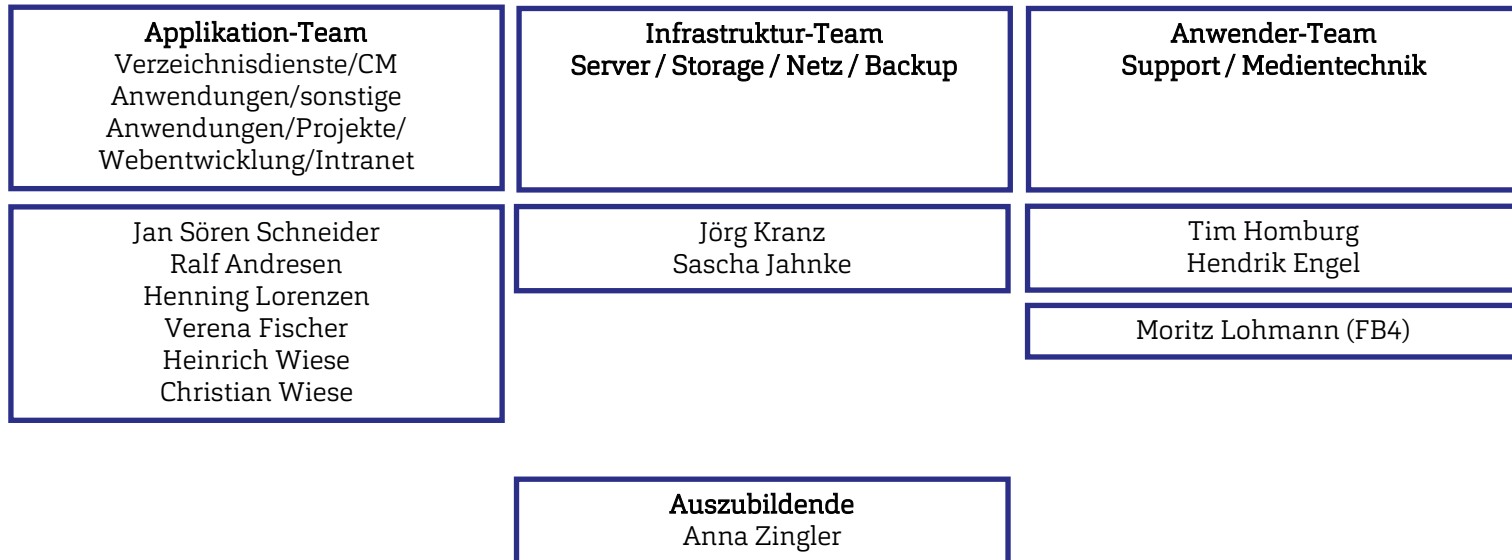 Applikation-Team
Verzeichnisdienste/CM
Anwendungen/sonstige
Anwendungen/Projekte/
Webentwicklung/Intranet
Jan Sören Schneider
Ralf Andresen
Henning Lorenzen
Verena Fischer
Heinrich Wiese
Christian Wiese
Infrastruktur-Team
Server / Storage / Netz / Backup
Jörg Kranz
Sascha Jahnke
Anwender-Team
Support / Medientechnik
Tim Homburg
Hendrik Engel
Moritz Lohmann (FB4)
Auszubildende
Anna Zingler